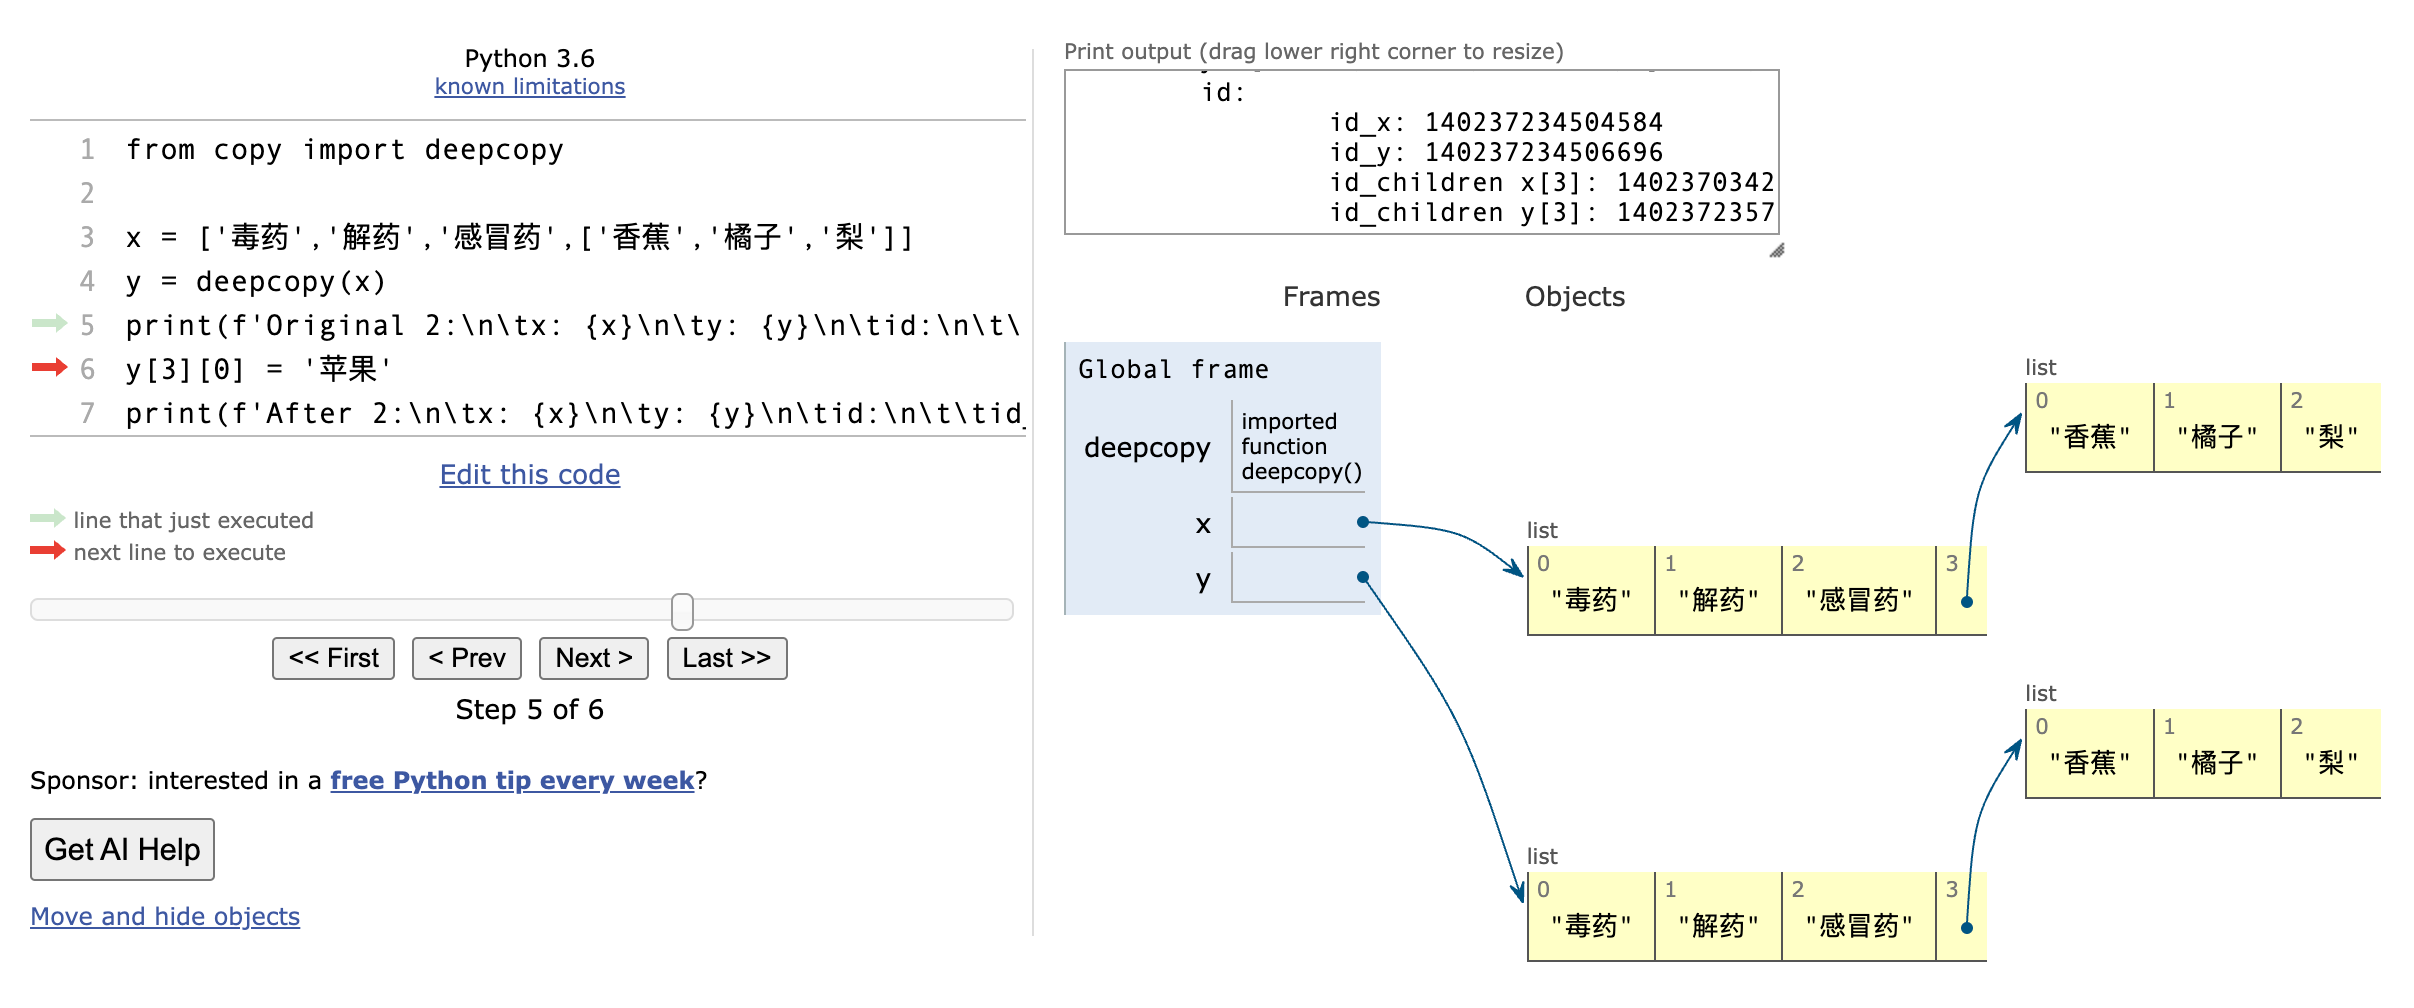 Python 3.6
known limitations
1 from copy import deepcopy
2
3 x = ['毒药','解药','感冒药',['香蕉','橘子','梨']]
4 y = deepcopy(x)
5 print(f'Original 2:\n\tx: {x}\n\ty: {y}\n\tid:\n\t\
6 y[3][0] = '苹果'
7 print(f'After 2:\n\tx: {x}\n\ty: {y}\n\tid:\n\t\tid_
Edit this code
line that just executed
next line to execute
<< First < Prev Next > Last >>
Step 5 of 6
Sponsor: interested in a free Python tip every week?
Get AI Help
Move and hide objects
Print output (drag lower right corner to resize)
id:
id_x: 140237234504584
id_y: 140237234506696
id_children x[3]: 1402370342
id_children y[3]: 1402372357
Frames Objects
Global frame
deepcopy
imported
function
deepcopy()
x
y
list
0 1 2
"香蕉" "橘子" "梨"
list
0 1 2 3
"毒药" "解药" "感冒药"
list
0 1 2
"香蕉" "橘子" "梨"
list
0 1 2 3
"毒药" "解药" "感冒药"